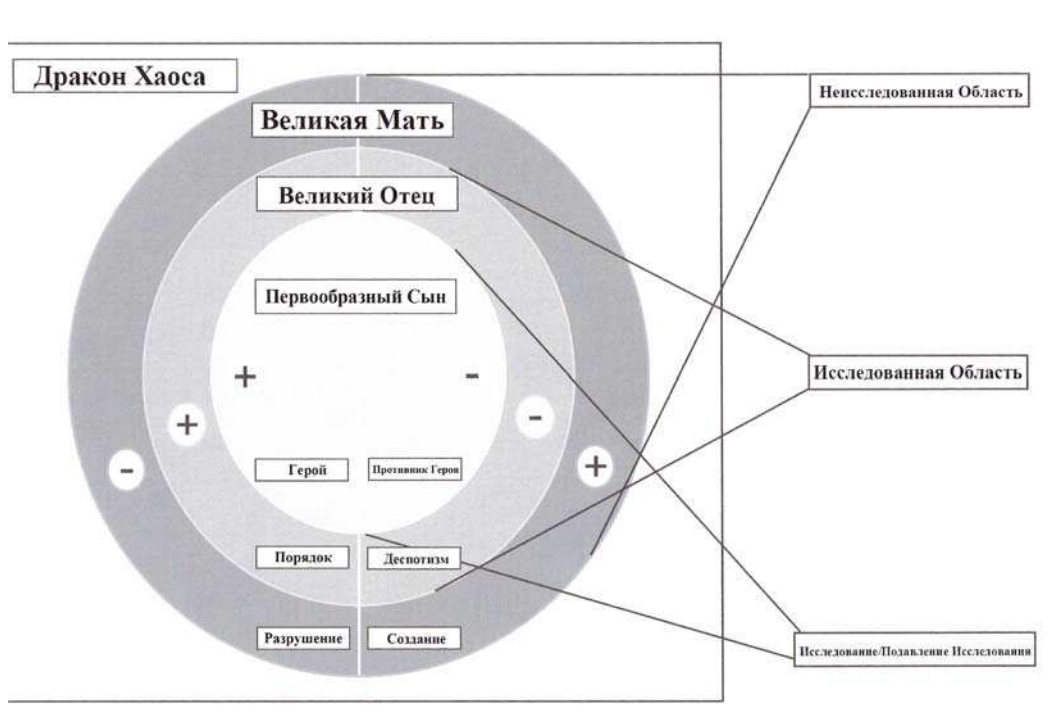 Дракон Хаоса
Неисследованная Область
Великая Мать
Великий Отец
Первообразный Сын
+
-
Исследованная Область
+
-
-
+
Герой
Противник Героя
Порядок
Деспотизм
Разрушение
Создание
Исследование/Подавление Исследования